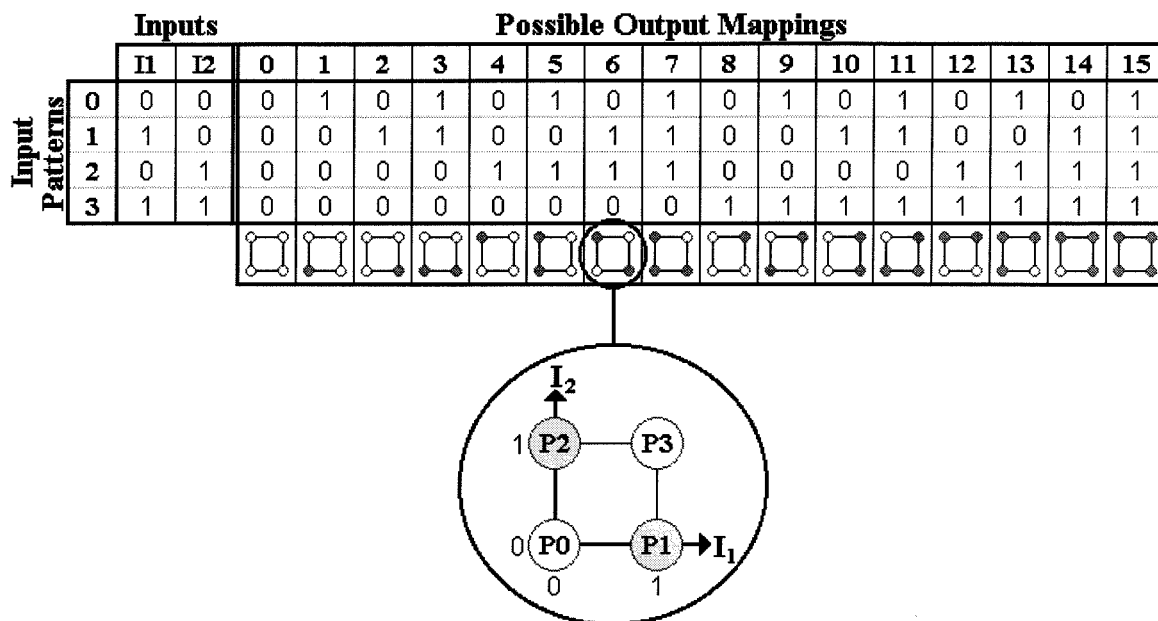 Inputs Possible Output Mappings
I1 I2 0 1 2 3 4 5 6 7 8 9 10 11 12 13 14 15
Input Patterns
0 0 0 0 1 0 1 0 1 0 1 0 1 0 1 0 1 0 1
1 1 0 0 0 1 1 0 0 1 1 0 0 1 1 0 0 1 1
2 0 1 0 0 0 0 1 1 1 1 0 0 0 0 1 1 1 1
3 1 1 0 0 0 0 0 0 0 0 1 1 1 1 1 1 1 1
I2
1 P2 P3
0 P0 P1 I1
0 1